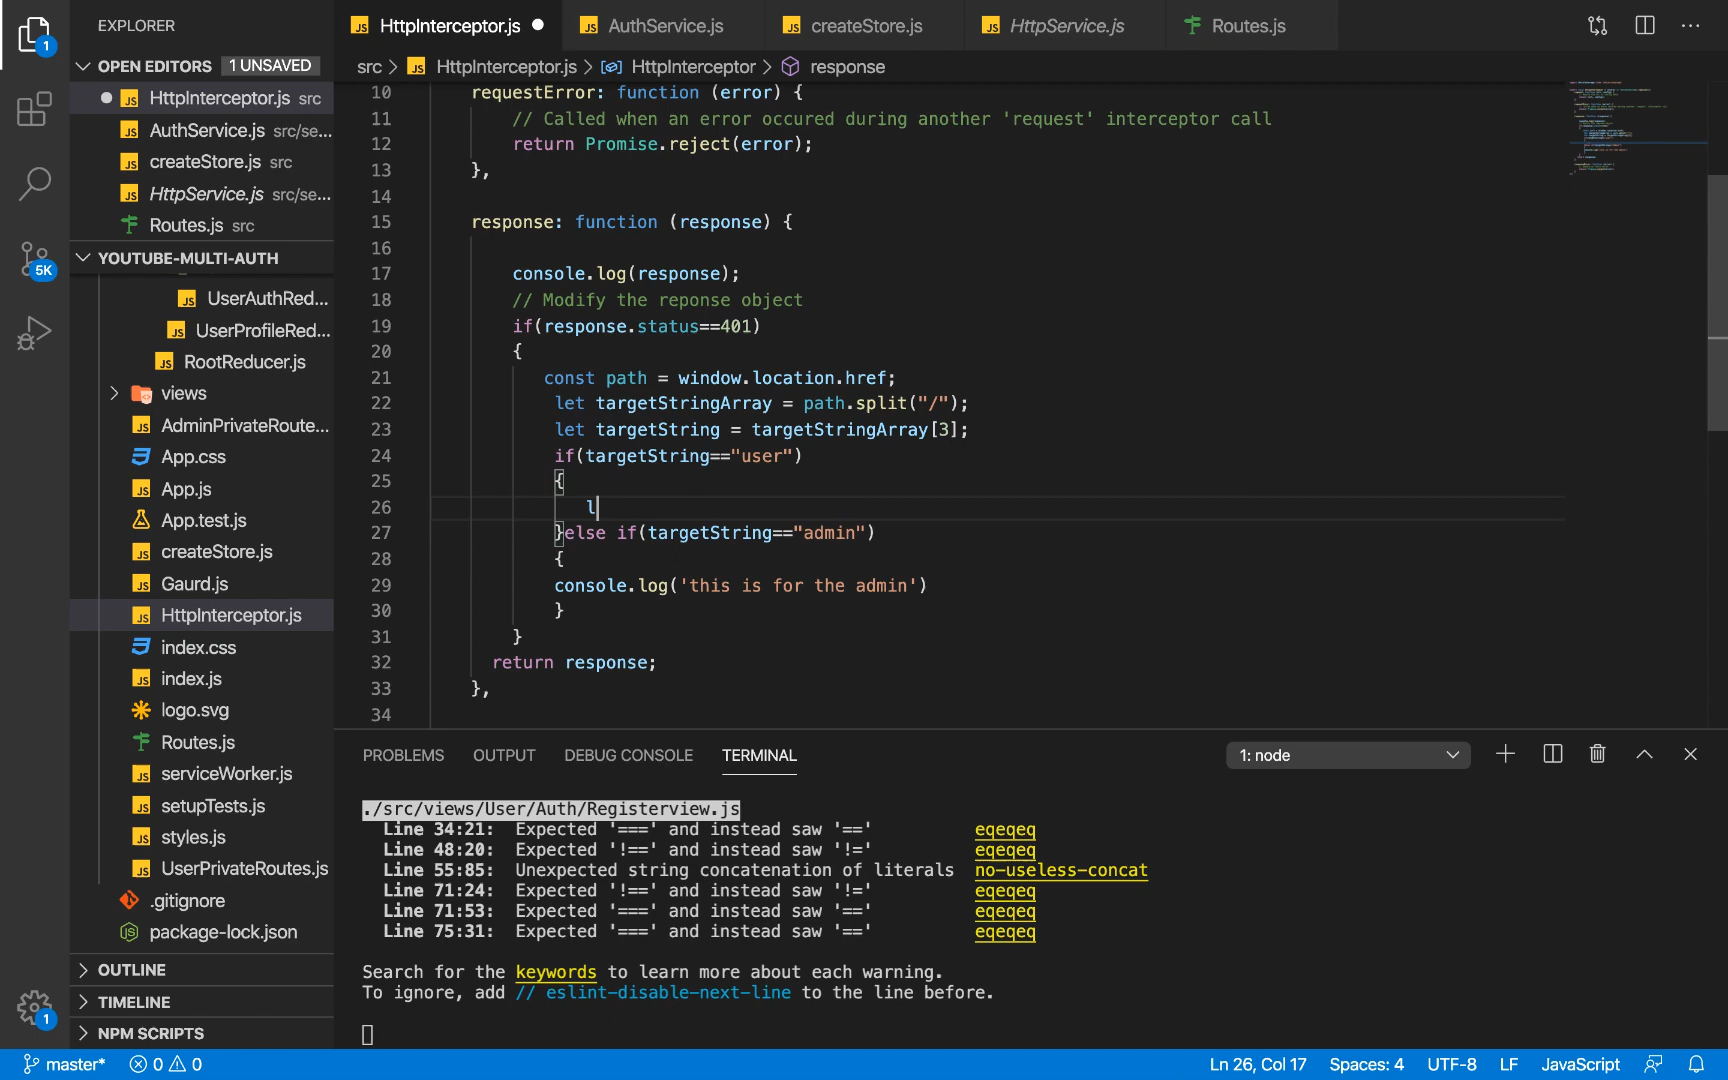 EXPLORER
HttpInterceptor.js
AuthService.js
createStore.js
HttpService.js
Routes.js
OPEN EDITORS 1 UNSAVED
src
HttpInterceptor.js
HttpInterceptor
response
1
HttpInterceptor.js src
AuthService.js src/se...
createStore.js src
HttpService.js src/se...
Routes.js src
5K
YOUTUBE-MULTI-AUTH
UserAuthRed...
UserProfileRed...
RootReducer.js
views
AdminPrivateRoute...
App.css
App.js
App.test.js
createStore.js
Gaurd.js
HttpInterceptor.js
index.css
index.js
logo.svg
Routes.js
serviceWorker.js
setupTests.js
styles.js
UserPrivateRoutes.js
.gitignore
package-lock.json
OUTLINE
TIMELINE
NPM SCRIPTS
1
10 requestError: function (error) {
11 // Called when an error occured during another 'request' interceptor call
12 return Promise.reject(error);
13 },
14
15 response: function (response) {
16
17 console.log(response);
18 // Modify the reponse object
19 if(response.status==401)
20 {
21 const path = window.location.href;
22 let targetStringArray = path.split("/");
23 let targetString = targetStringArray[3];
24 if(targetString=="user")
25 {
26 l
27 }else if(targetString=="admin")
28 {
29 console.log('this is for the admin')
30 }
31 }
32 return response;
33 },
34
PROBLEMS OUTPUT DEBUG CONSOLE TERMINAL
1: node
./src/views/User/Auth/Registerview.js
Line 34:21: Expected '===' and instead saw '==' eqeqeq
Line 48:20: Expected '!==' and instead saw '!=' eqeqeq
Line 55:85: Unexpected string concatenation of literals no-useless-concat
Line 71:24: Expected '!==' and instead saw '!=' eqeqeq
Line 71:53: Expected '===' and instead saw '==' eqeqeq
Line 75:31: Expected '===' and instead saw '==' eqeqeq
Search for the keywords to learn more about each warning.
To ignore, add // eslint-disable-next-line to the line before.
master* 0 0
Ln 26, Col 17 Spaces: 4 UTF-8 LF JavaScript